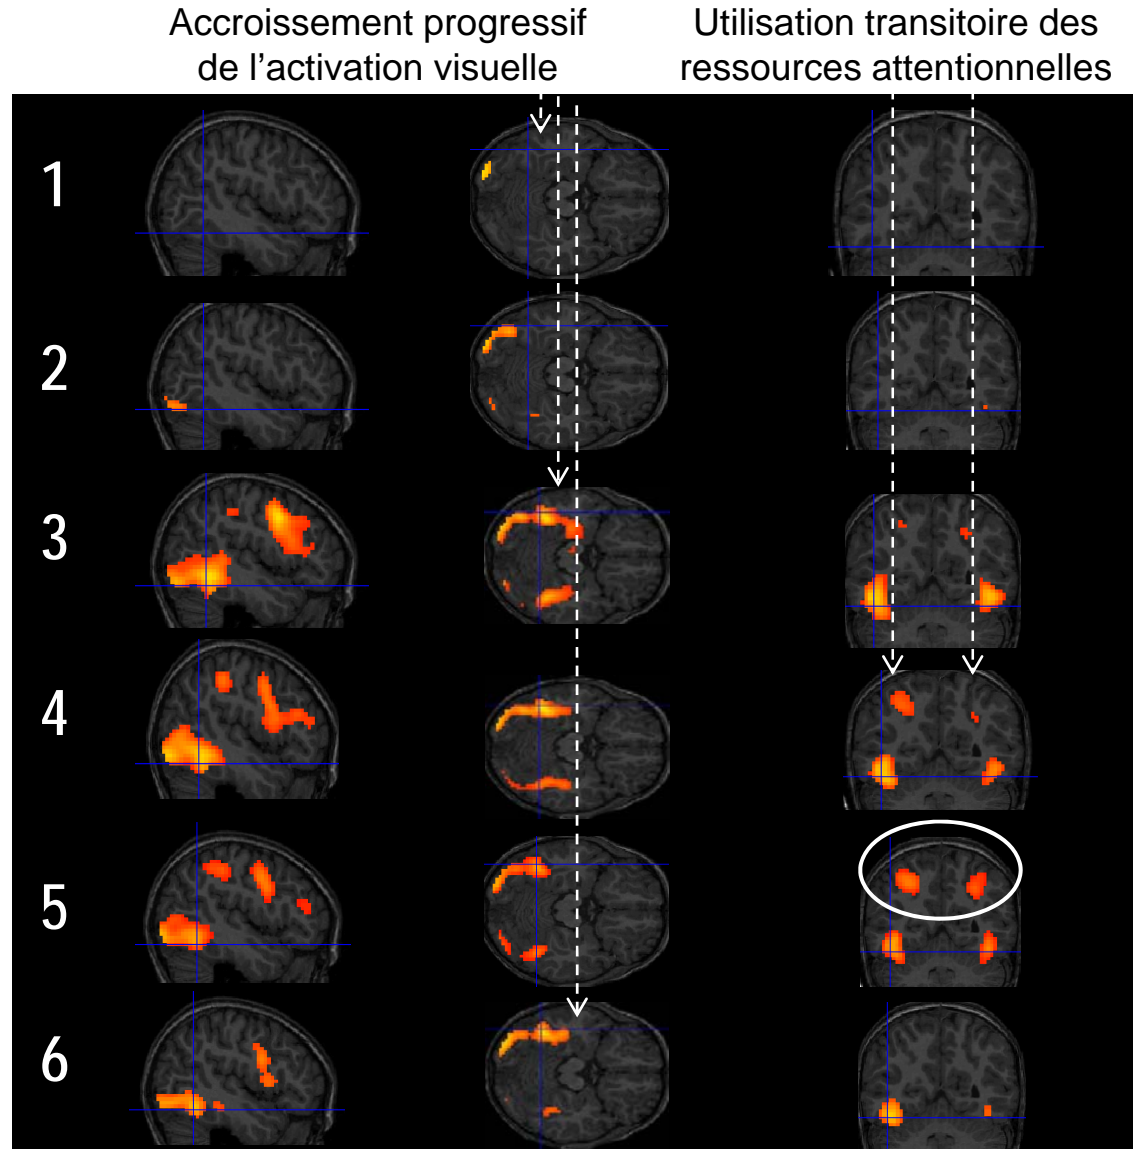 Accroissement progressif
de l’activation visuelle
Utilisation transitoire des
ressources attentionnelles
1
2
3
4
5
6